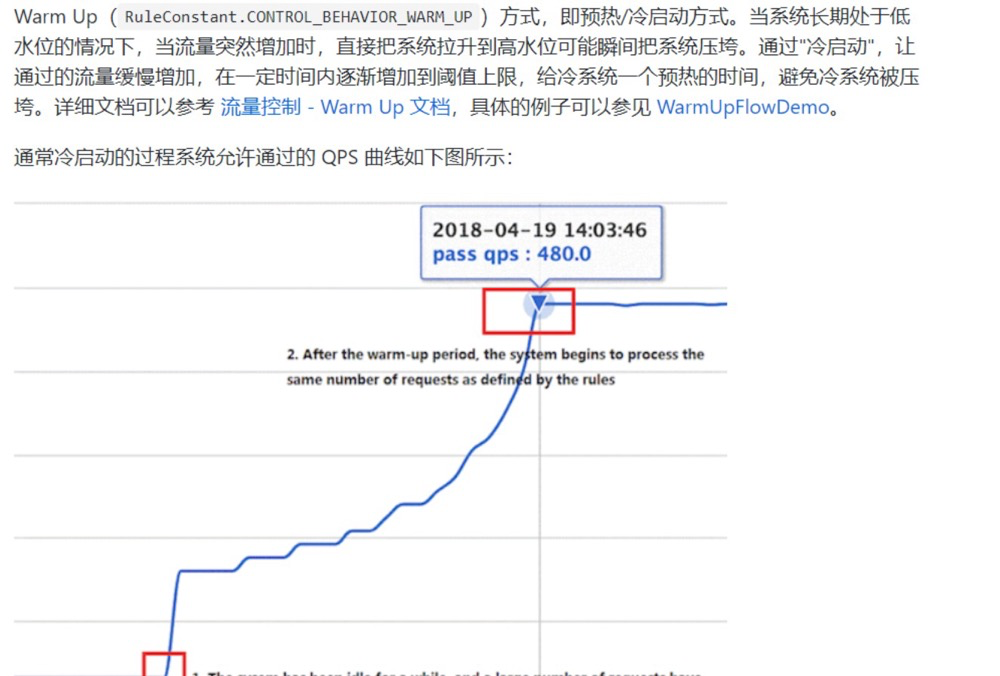 Warm Up（RuleConstant.CONTROL_BEHAVIOR_WARM_UP）方式，即预热/冷启动方式。当系统长期处于低
水位的情况下，当流量突然增加时，直接把系统拉升到高水位可能瞬间把系统压垮。通过"冷启动"，让
通过的流量缓慢增加，在一定时间内逐渐增加到阈值上限，给冷系统一个预热的时间，避免冷系统被压
垮。详细文档可以参考 流量控制 - Warm Up 文档，具体的例子可以参见 WarmUpFlowDemo。
通常冷启动的过程系统允许通过的 QPS 曲线如下图所示：
2018-04-19 14:03:46
pass qps : 480.0
2. After the warm-up period, the system begins to process the
same number of requests as defined by the rules
1. The system has been idle for a while, and a large number of requests have